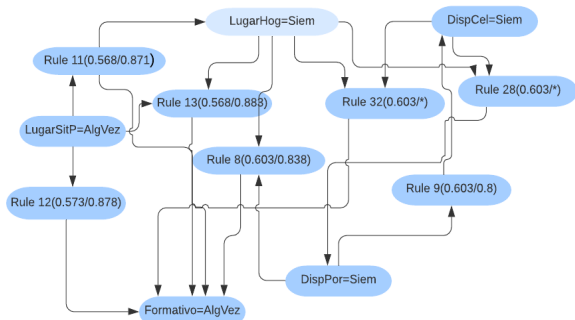 LugarHog=Siem
DispCel=Siem
Rule 11(0.568/0.871)
Rule 13(0.568/0.883)
Rule 32(0.603/*)
Rule 28(0.603/*)
LugarSitP=AlgVez
Rule 8(0.603/0.838)
Rule 12(0.573/0.878)
Rule 9(0.603/0.8)
DispPor=Siem
Formativo=AlgVez